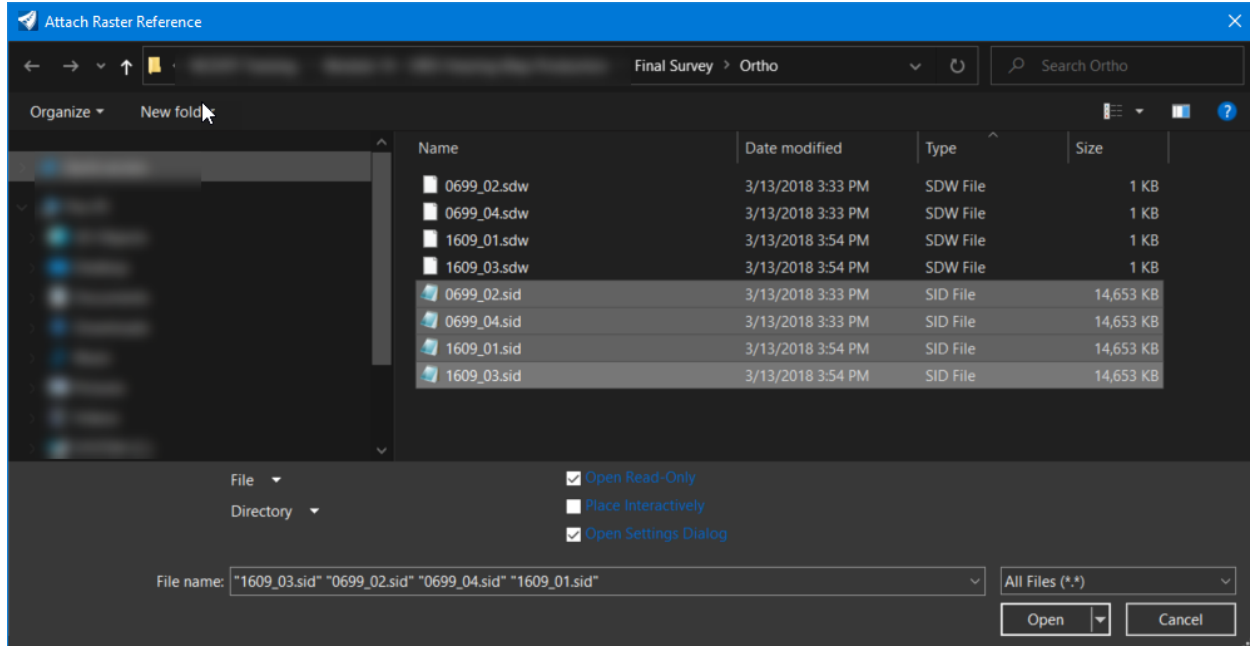 Attach Raster Reference
Final Survey > Ortho
Search Ortho
Organize
New folder
Name Date modified Type Size
0699_02.sdw 3/13/2018 3:33 PM SDW File 1 KB
0699_04.sdw 3/13/2018 3:33 PM SDW File 1 KB
1609_01.sdw 3/13/2018 3:54 PM SDW File 1 KB
1609_03.sdw 3/13/2018 3:54 PM SDW File 1 KB
0699_02.sid 3/13/2018 3:33 PM SID File 14,653 KB
0699_04.sid 3/13/2018 3:33 PM SID File 14,653 KB
1609_01.sid 3/13/2018 3:54 PM SID File 14,653 KB
1609_03.sid 3/13/2018 3:54 PM SID File 14,653 KB
File
Open Read-Only
Directory
Place Interactively
Open Settings Dialog
File name: "1609_03.sid" "0699_02.sid" "0699_04.sid" "1609_01.sid" All Files (*.*)
Open Cancel